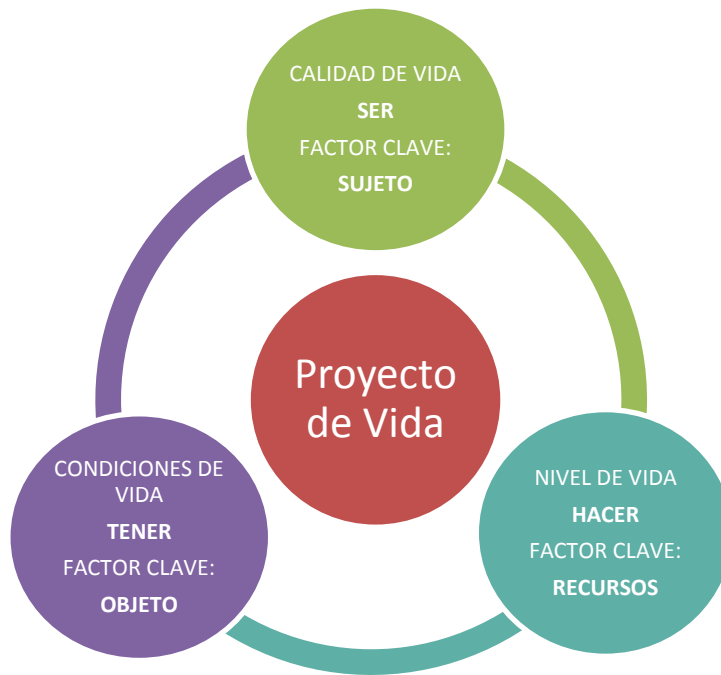 CALIDAD DE VIDA
SER
FACTOR CLAVE:
SUJETO
Proyecto
de Vida
CONDICIONES DE
VIDA
TENER
FACTOR CLAVE:
OBJETO
NIVEL DE VIDA
HACER
FACTOR CLAVE:
RECURSOS